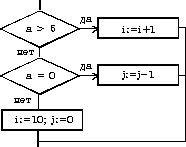 да
a > 5
i:=i+1
нет
да
a = 0
j:=j-1
нет
i:=10; j:=0